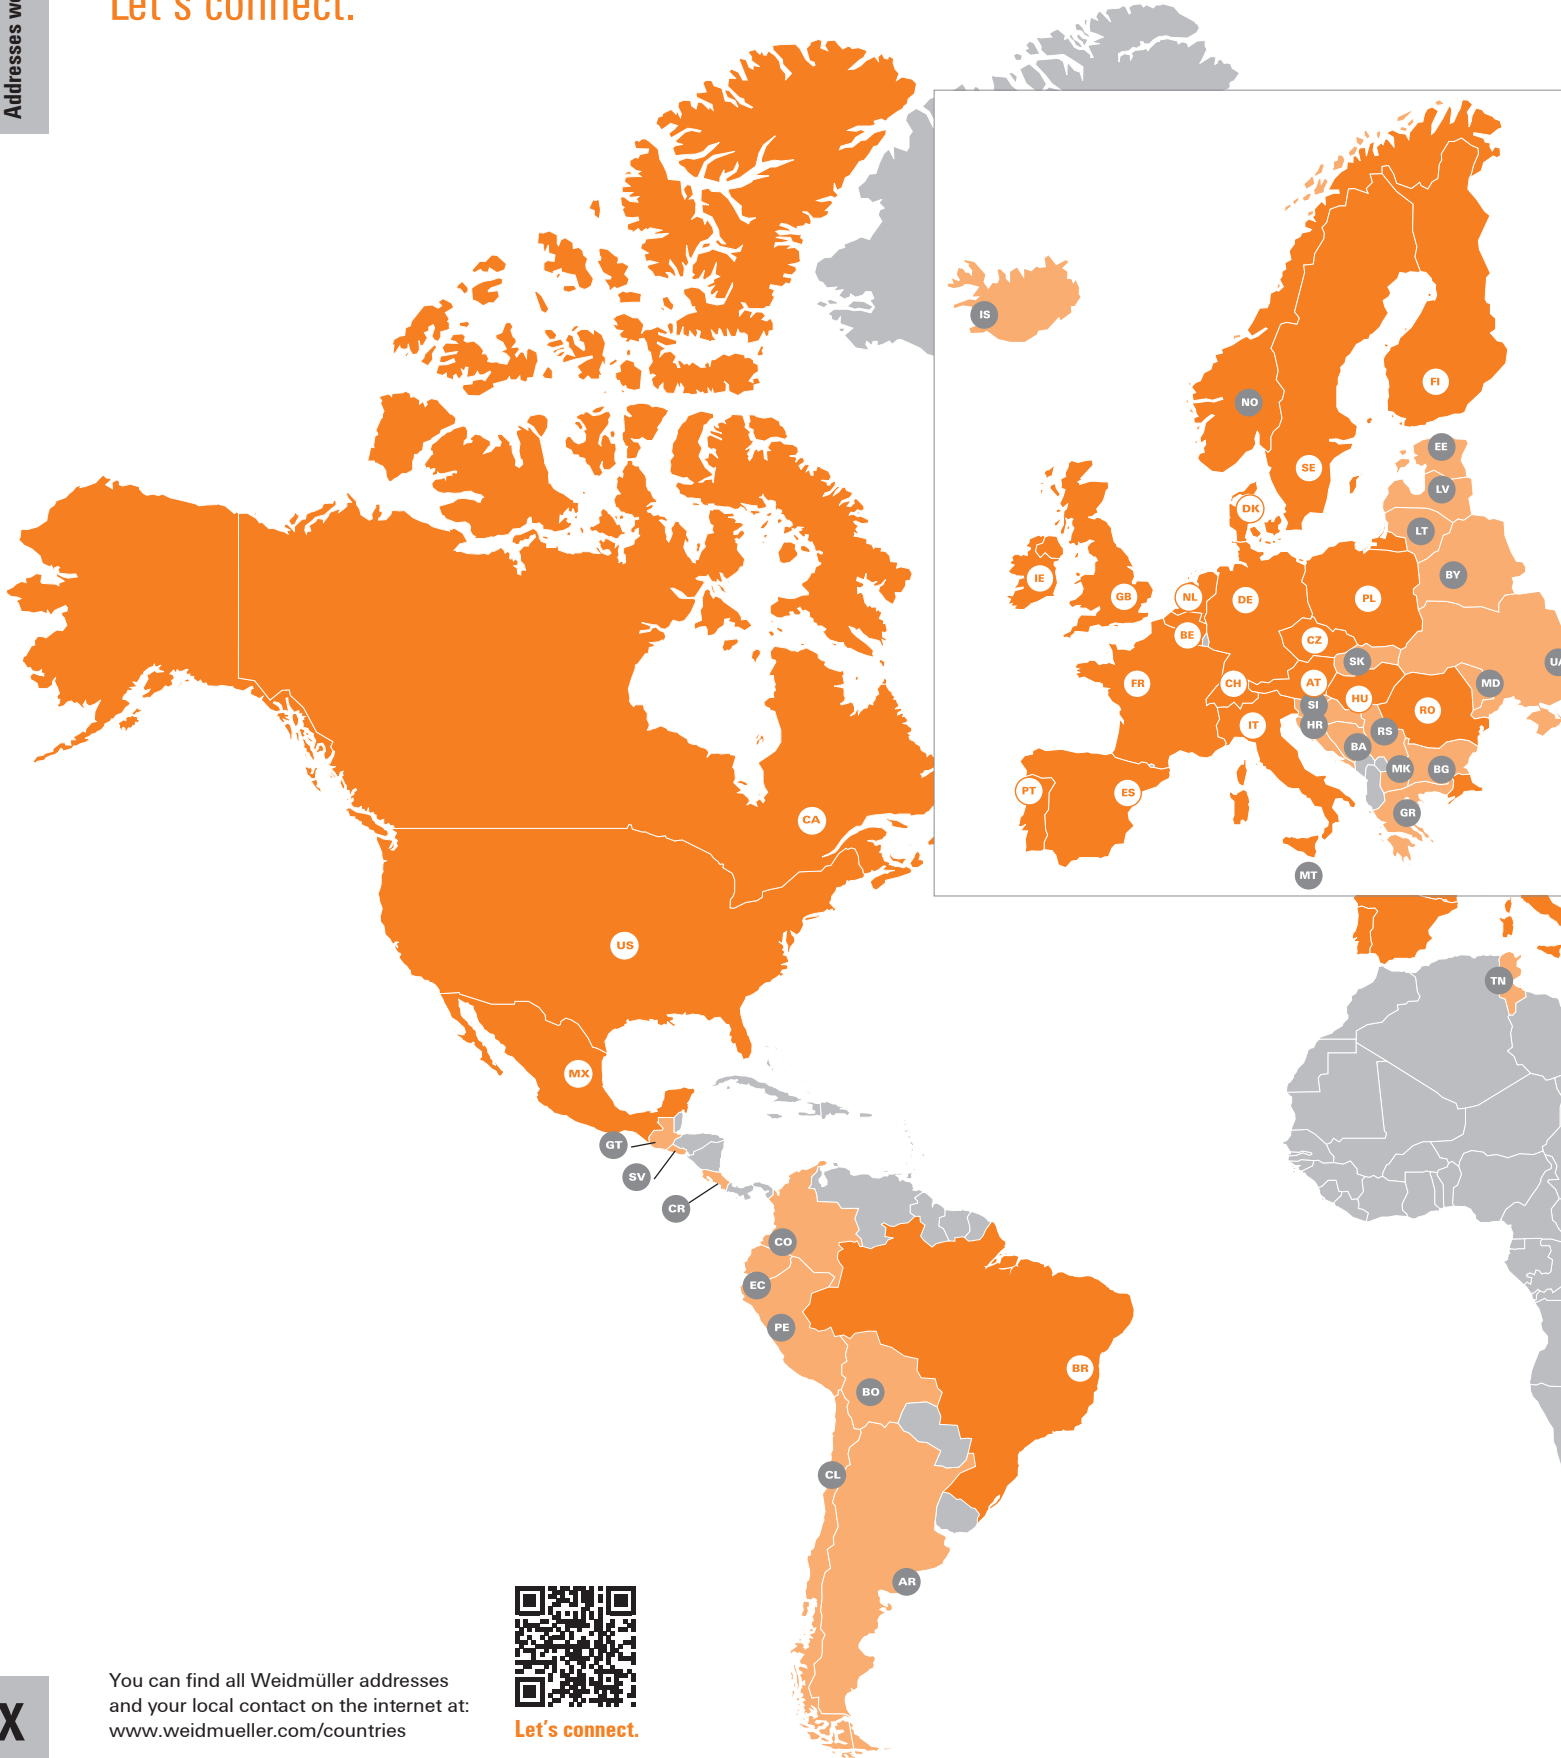 Let's connect.
Addresses
IS
NO
FI
SE
EE
LV
LT
DK
BY
IE
GB
NL
DE
PL
BE
CZ
SK
UA
FR
CH
AT
MD
SI
HU
RO
HR
IT
RS
BA
MK
BG
PT
ES
GR
MT
CA
US
TN
MX
GT
SV
CR
CO
EC
PE
BR
BO
CL
AR
You can find all Weidmüller addresses
and your local contact on the internet at:
www.weidmueller.com/countries
Let's connect.
X